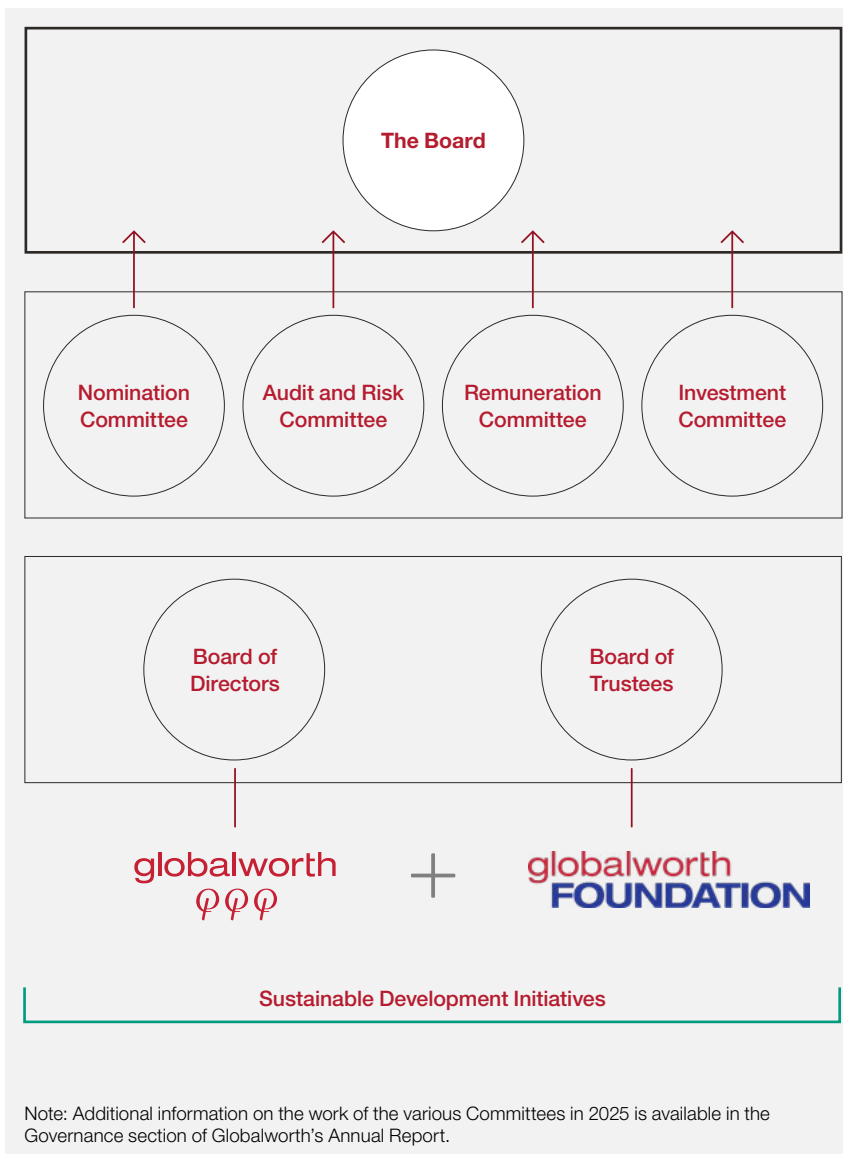 The Board
Nomination
Committee
Audit and Risk
Committee
Remuneration
Committee
Investment
Committee
Board of
Directors
Board of
Trustees
globalworth
φφφ
+
globalworth
FOUNDATION
Sustainable Development Initiatives
Note: Additional information on the work of the various Committees in 2025 is available in the
Governance section of Globalworth’s Annual Report.